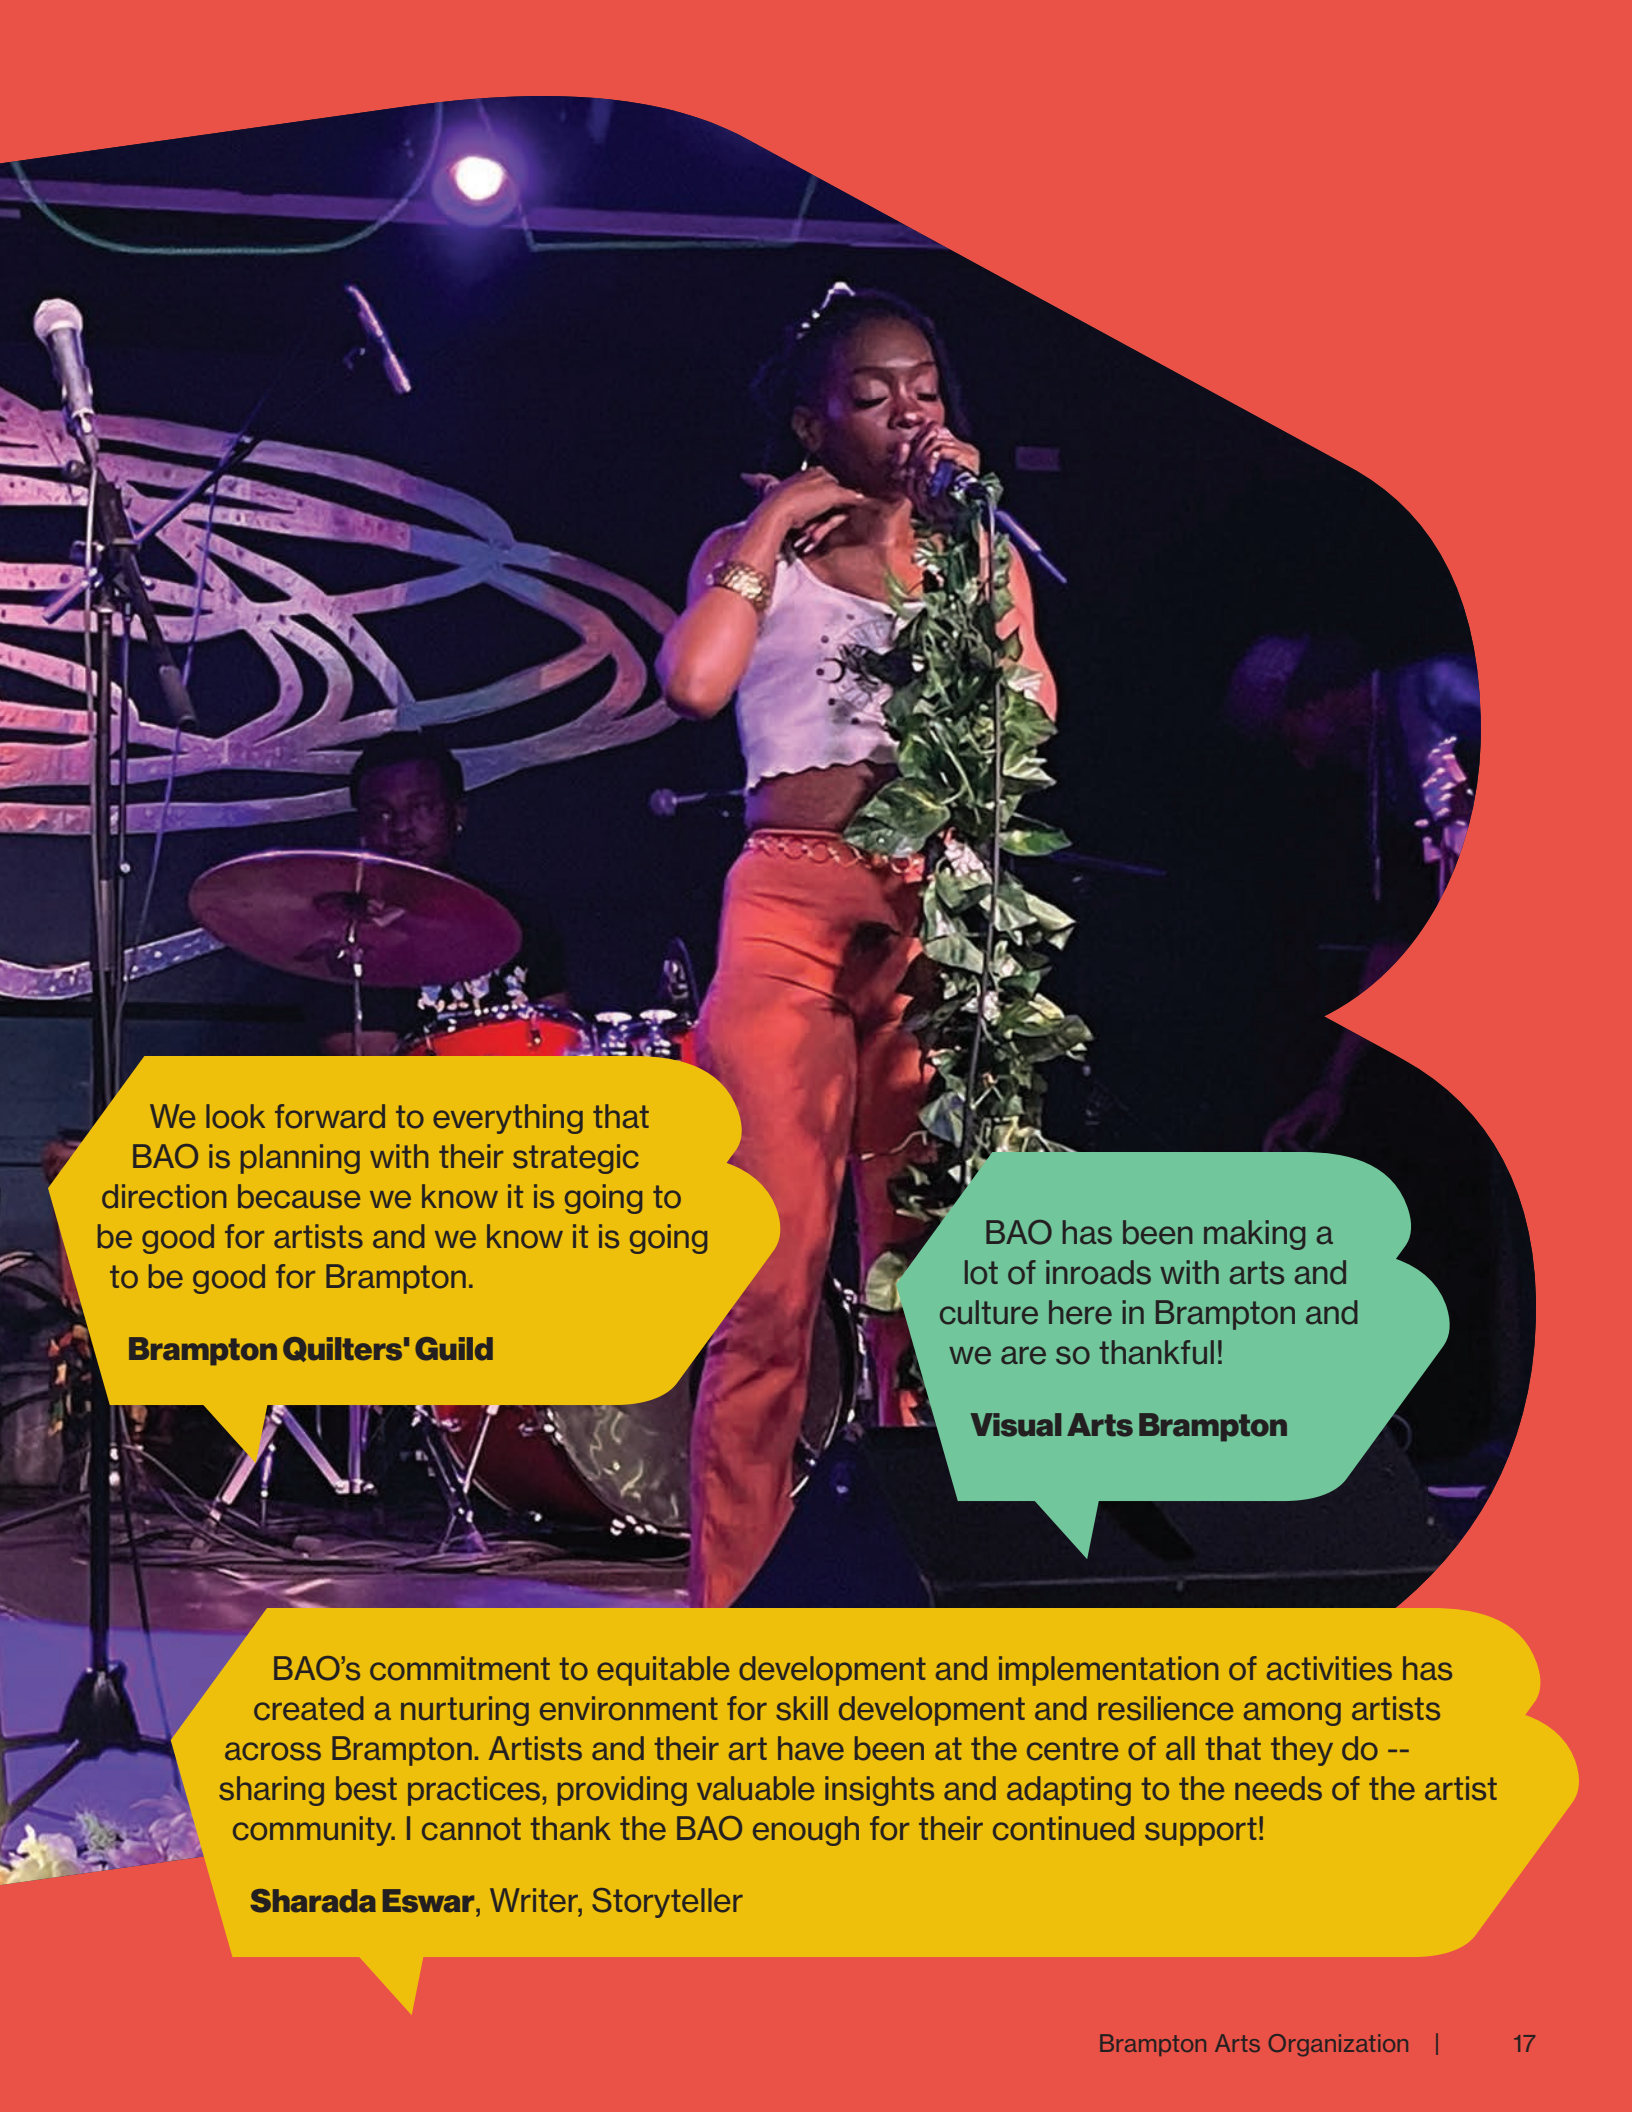 We look forward to everything that
BAO is planning with their strategic
direction because we know it is going to
be good for artists and we know it is going
to be good for Brampton.
Brampton Quilters' Guild
BAO has been making a
lot of inroads with arts and
culture here in Brampton and
we are so thankful!
Visual Arts Brampton
BAO’s commitment to equitable development and implementation of activities has
created a nurturing environment for skill development and resilience among artists
across Brampton. Artists and their art have been at the centre of all that they do --
sharing best practices, providing valuable insights and adapting to the needs of the artist
community. I cannot thank the BAO enough for their continued support!
Sharada Eswar, Writer, Storyteller
Brampton Arts Organization | 17